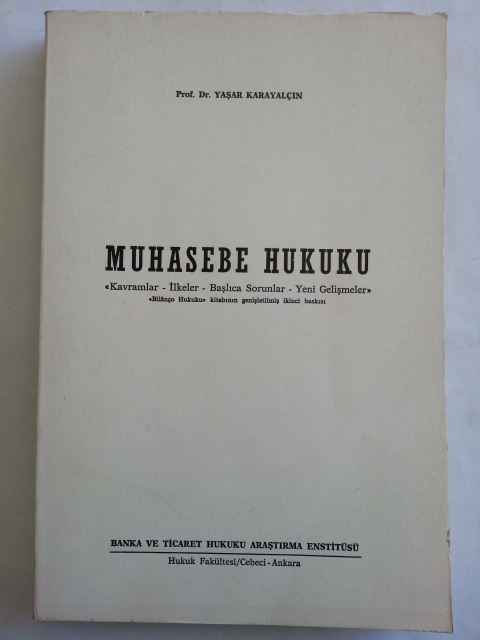 Prof. Dr. YAŞAR KARAYALÇIN
MUHASEBE HUKUKU
«Kavramlar - İlkeler - Başlıca Sorunlar - Yeni Gelişmeler»
«Bilânço Hukuku» kitabının genişletilmiş ikinci baskısı
BANKA VE TİCARET HUKUKU ARAŞTIRMA ENSTİTÜSÜ
Hukuk Fakültesi/Cebeci - Ankara